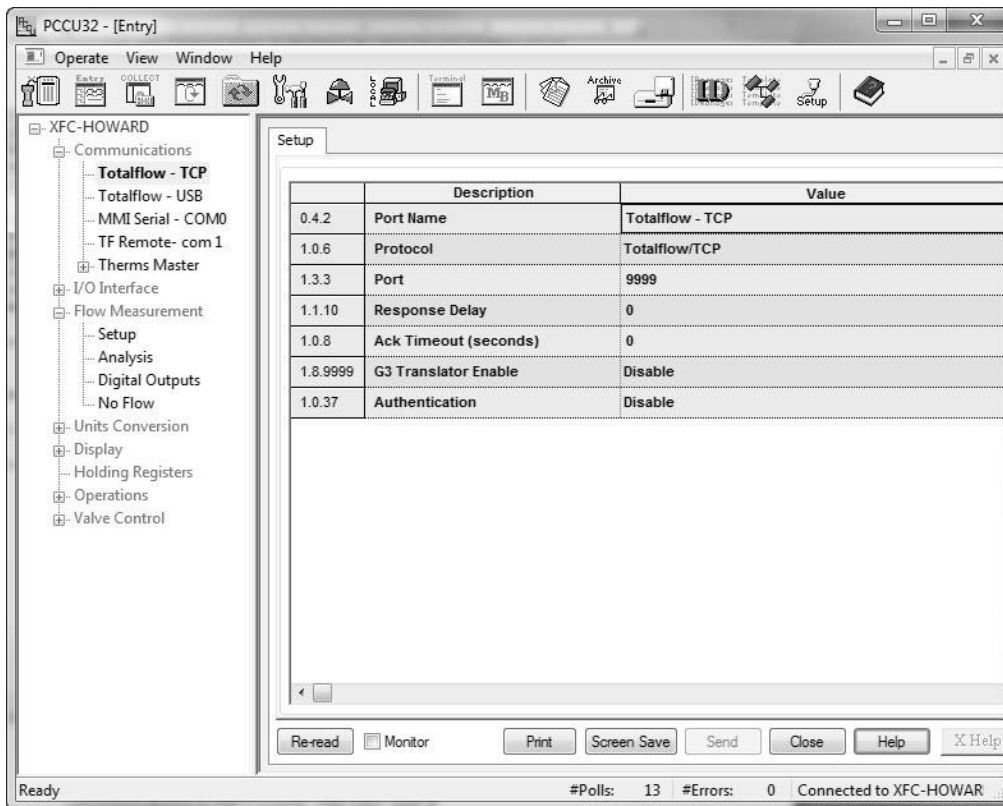 PCCU32 - [Entry]
Operate View Window Help
Entry COLLECT LOCAL Terminal MB Archive ID Setup
XFC-HOWARD
Communications
Totalflow - TCP
Totalflow - USB
MMI Serial - COM0
TF Remote- com 1
Therms Master
I/O Interface
Flow Measurement
Setup
Analysis
Digital Outputs
No Flow
Units Conversion
Display
Holding Registers
Operations
Valve Control
Setup
Description Value
0.4.2 Port Name Totalflow - TCP
1.0.6 Protocol Totalflow/TCP
1.3.3 Port 9999
1.1.10 Response Delay 0
1.0.8 Ack Timeout (seconds) 0
1.8.9999 G3 Translator Enable Disable
1.0.37 Authentication Disable
Re-read Monitor Print Screen Save Send Close Help X Help
Ready #Polls: 13 #Errors: 0 Connected to XFC-HOWAR